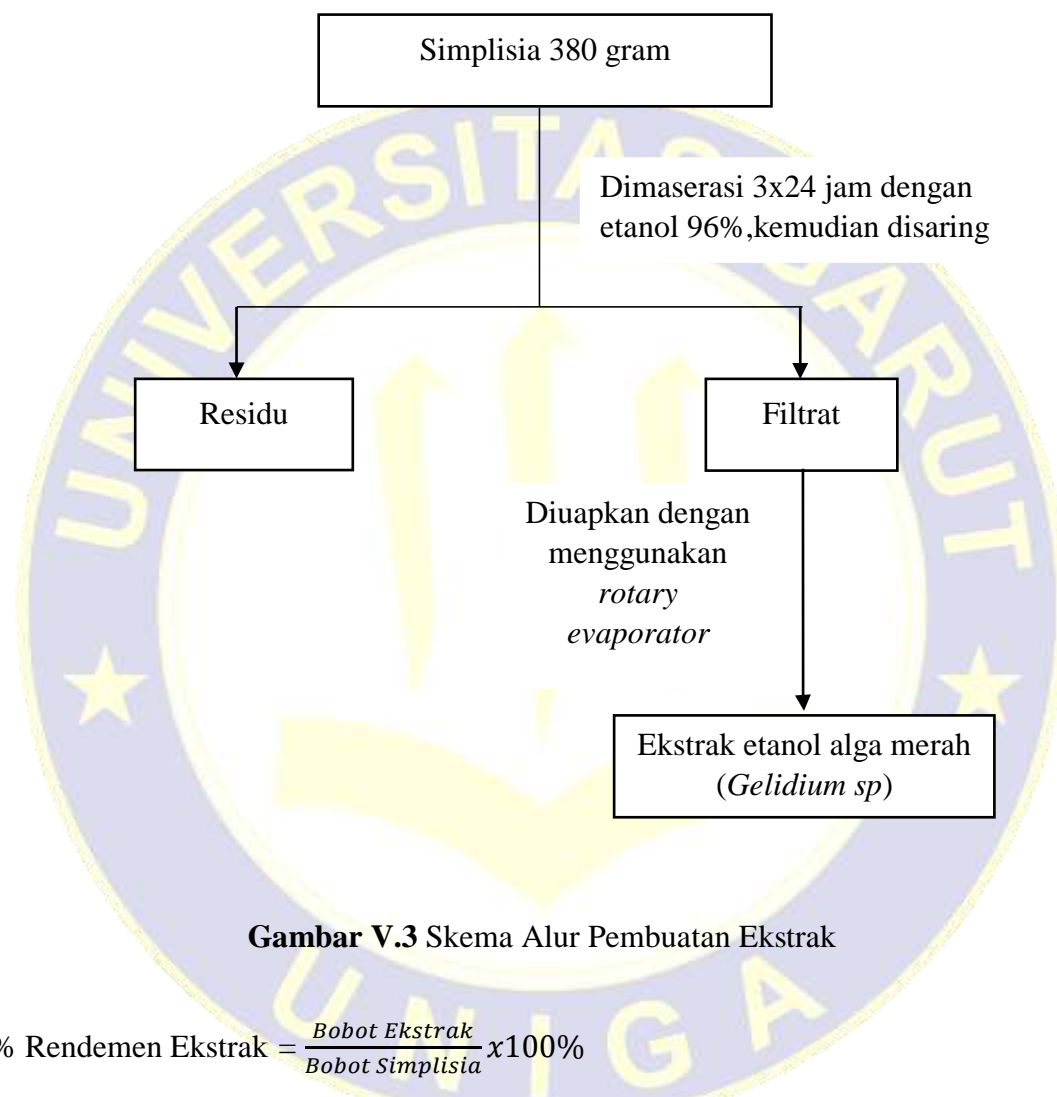 UNIVERSITAS GARUT
Simplisia 380 gram
Dimaserasi 3x24 jam dengan
etanol 96%,kemudian disaring
Residu
Filtrat
Diuapkan dengan
menggunakan
rotary
evaporator
Ekstrak etanol alga merah
(Gelidium sp)
Gambar V.3 Skema Alur Pembuatan Ekstrak
UNIGA
% Rendemen Ekstrak = Bobot Ekstrak / Bobot Simplisia x100%